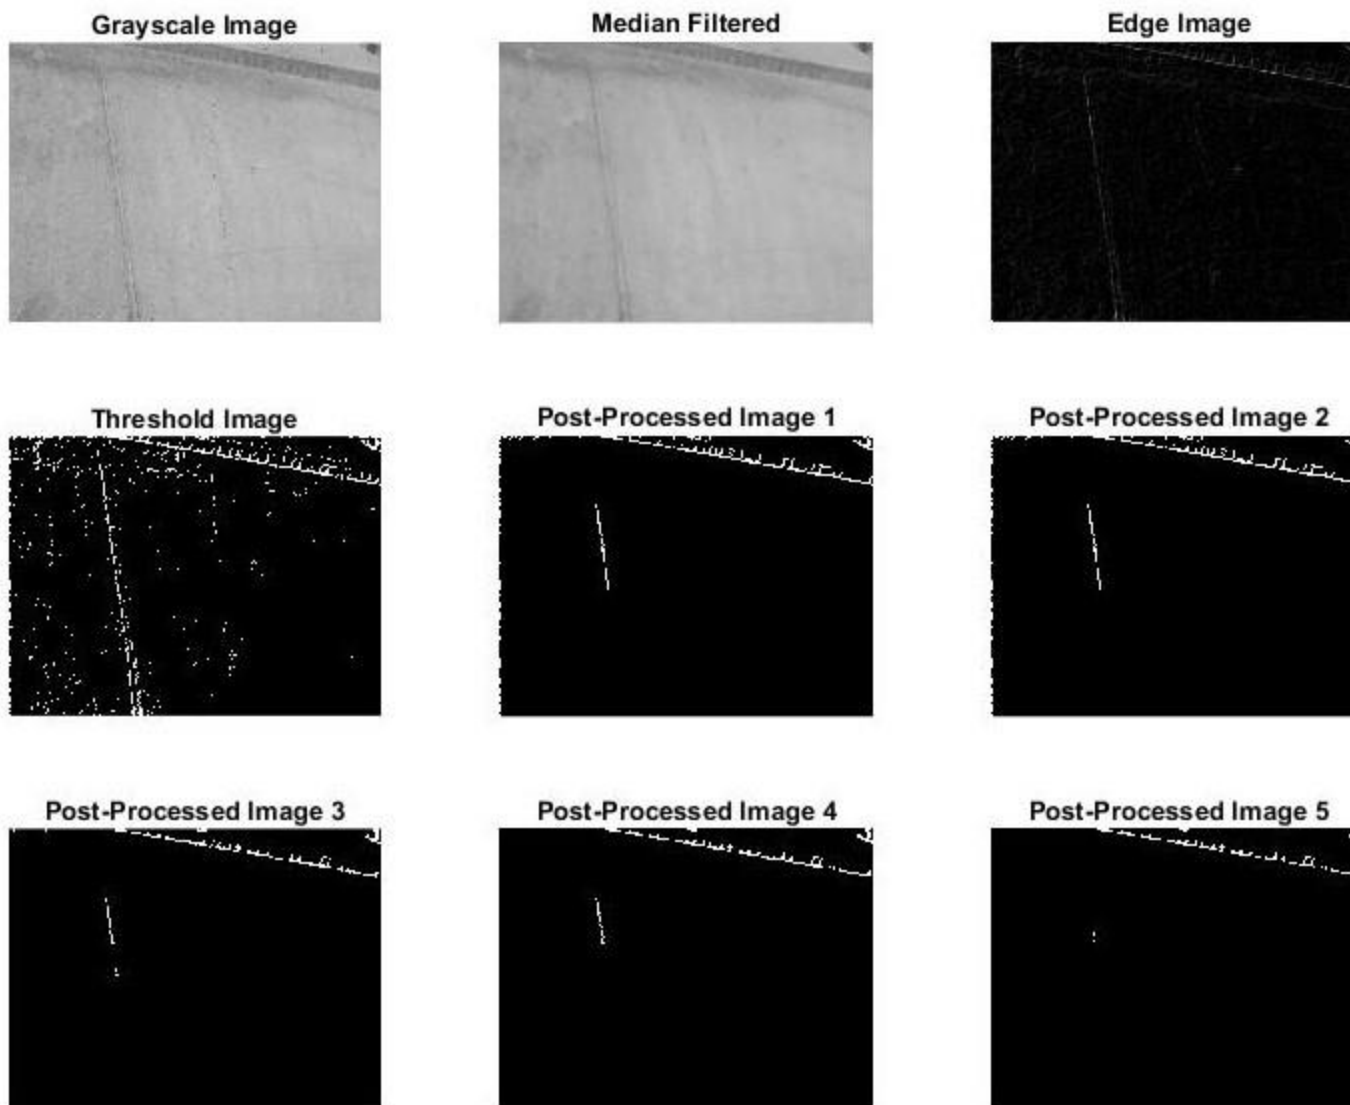 Grayscale Image
Median Filtered
Edge Image
Threshold Image
Post-Processed Image 1
Post-Processed Image 2
Post-Processed Image 3
Post-Processed Image 4
Post-Processed Image 5